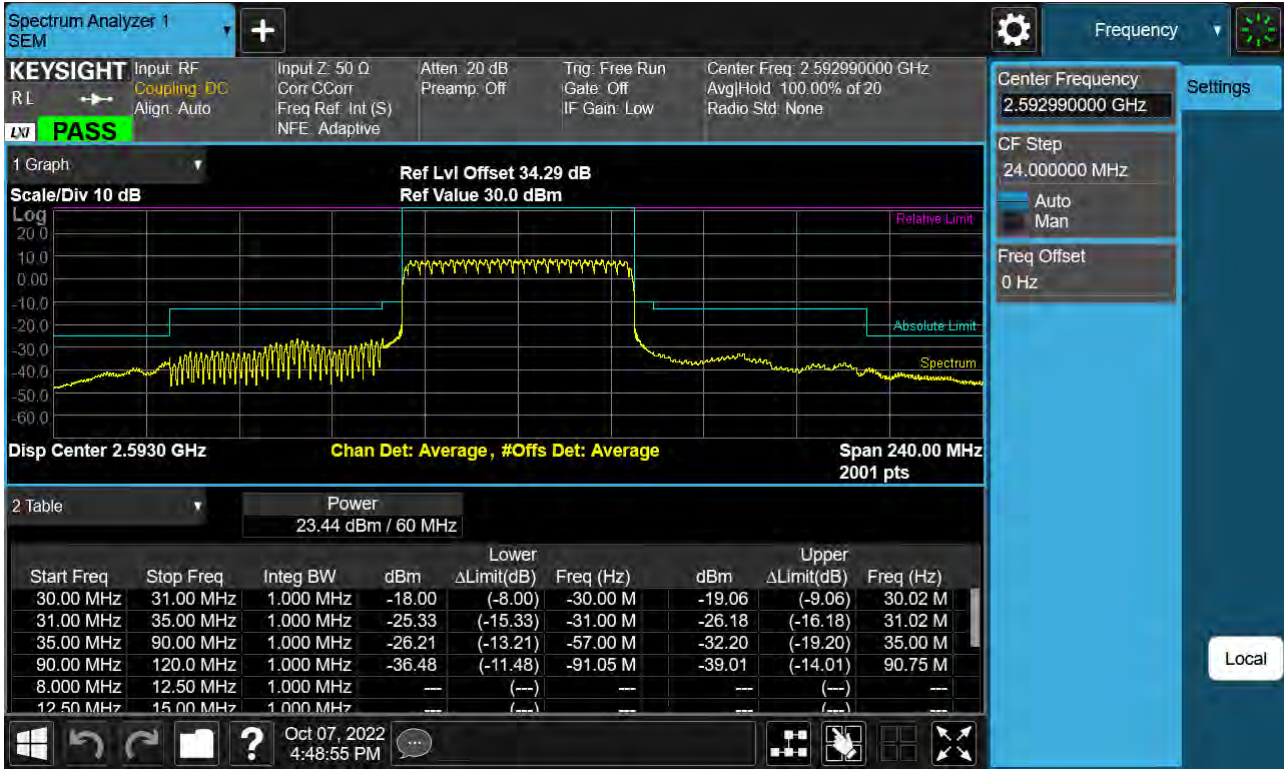 Spectrum Analyzer 1
SEM
Frequency
KEYSIGHT
R L
LXI
PASS
Input: RF
Coupling: DC
Align: Auto
Input Z: 50 Ω
Corr CCorr
Freq Ref: Int (S)
NFE: Adaptive
Atten: 20 dB
Preamp: Off
Trig: Free Run
Gate: Off
IF Gain: Low
Center Freq: 2.592990000 GHz
Avg|Hold: 100.00% of 20
Radio Std: None
Center Frequency
2.592990000 GHz
Settings
CF Step
24.000000 MHz
Auto
Man
Freq Offset
0 Hz
Local
1 Graph
Scale/Div 10 dB
Ref Lvl Offset 34.29 dB
Ref Value 30.0 dBm
Log
20.0
10.0
0.00
-10.0
-20.0
-30.0
-40.0
-50.0
-60.0
Relative Limit
Absolute Limit
Spectrum
Disp Center 2.5930 GHz
Chan Det: Average, #Offs Det: Average
Span 240.00 MHz
2001 pts
2 Table
Power
23.44 dBm / 60 MHz
Lower Upper
Start Freq Stop Freq Integ BW dBm ΔLimit(dB) Freq (Hz) dBm ΔLimit(dB) Freq (Hz)
30.00 MHz 31.00 MHz 1.000 MHz -18.00 (-8.00) -30.00 M -19.06 (-9.06) 30.02 M
31.00 MHz 35.00 MHz 1.000 MHz -25.33 (-15.33) -31.00 M -26.18 (-16.18) 31.02 M
35.00 MHz 90.00 MHz 1.000 MHz -26.21 (-13.21) -57.00 M -32.20 (-19.20) 35.00 M
90.00 MHz 120.0 MHz 1.000 MHz -36.48 (-11.48) -91.05 M -39.01 (-14.01) 90.75 M
8.000 MHz 12.50 MHz 1.000 MHz --- (---) --- --- (---) ---
12.50 MHz 15.00 MHz 1.000 MHz --- (---) --- --- (---) ---
Oct 07, 2022
4:48:55 PM